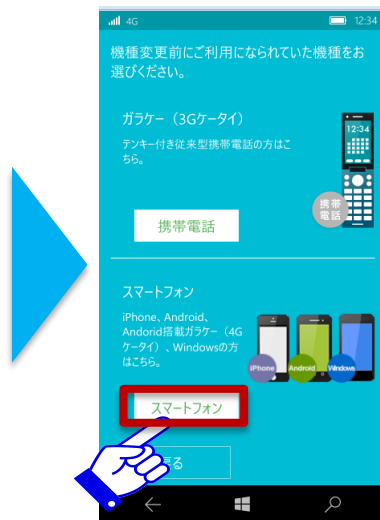 4G 12:34
機種変更前にご利用になられていた機種をお
選びください。
ガラケー（3Gケータイ）
テンキー付き従来型携帯電話の方はこ
ちら。
12:34
携帯
電話
携帯電話
スマートフォン
iPhone、Android、
Andorid搭載ガラケー（4G
ケータイ）、Windowsの方
はこちら。
iPhone Android Windows
スマートフォン
戻る